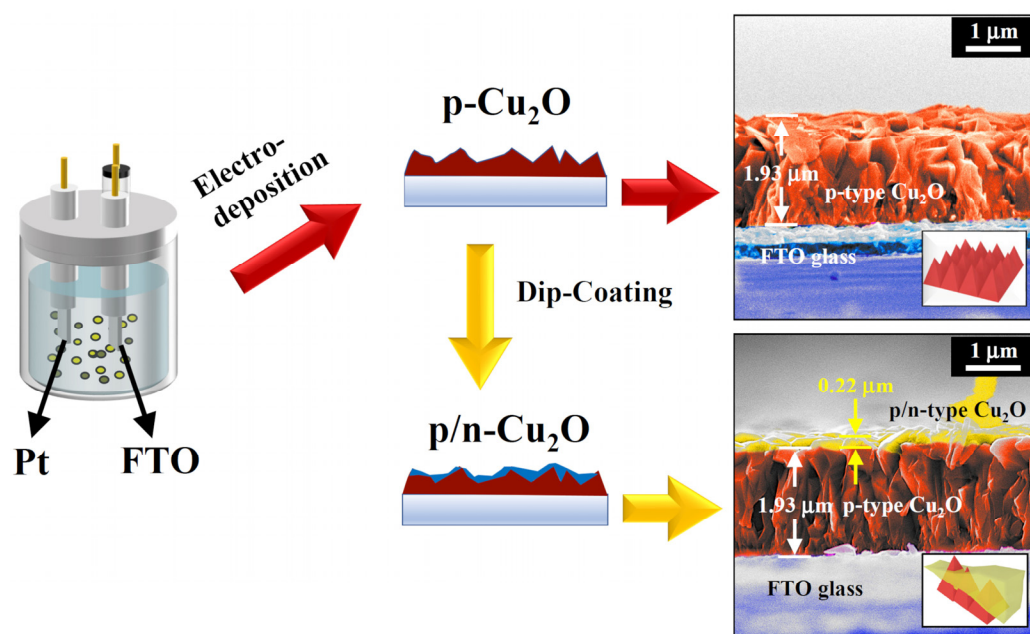 Pt
FTO
Electro-
deposition
p-Cu₂O
Dip-Coating
p/n-Cu₂O
1 μm
1.93 μm
p-type Cu₂O
FTO glass
1 μm
0.22 μm
p/n-type Cu₂O
1.93 μm p-type Cu₂O
FTO glass